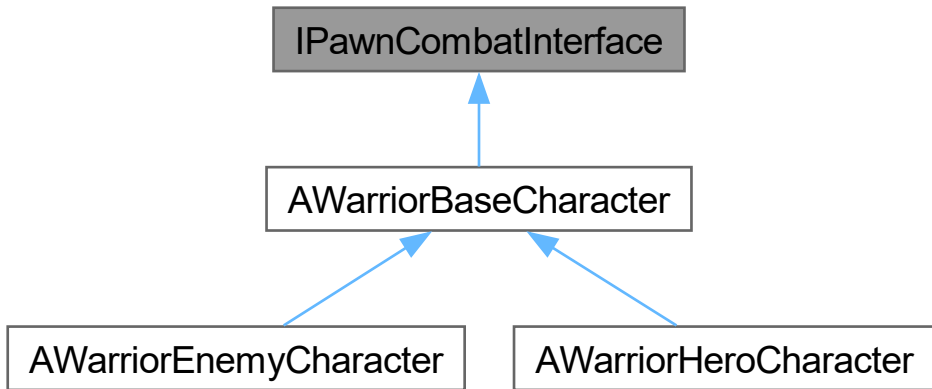 IPawnCombatInterface
AWarriorBaseCharacter
AWarriorEnemyCharacter
AWarriorHeroCharacter